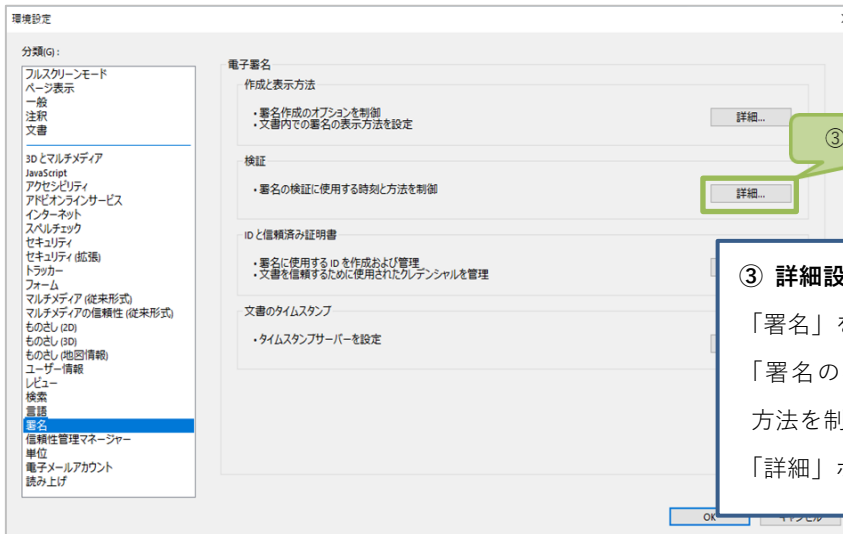 環境設定
分類(G)：
フルスクリーンモード
ページ表示
一般
注釈
文書
3D とマルチメディア
JavaScript
アクセシビリティ
アドビオンラインサービス
インターネット
スペルチェック
セキュリティ
セキュリティ (拡張)
トラッカー
フォーム
マルチメディア (従来形式)
マルチメディアの信頼性 (従来形式)
ものさし (2D)
ものさし (3D)
ものさし (地図情報)
ユーザー情報
レビュー
検索
言語
署名
信頼性管理マネージャー
単位
電子メールアカウント
読み上げ
電子署名
作成と表示方法
・署名作成のオプションを制御
・文書内での署名の表示方法を設定
詳細...
③
検証
・署名の検証に使用する時刻と方法を制御
詳細...
ID と信頼済み証明書
・署名に使用する ID を作成および管理
・文書を信頼するために使用されたクレデンシャルを管理
文書のタイムスタンプ
・タイムスタンプサーバーを設定
③ 詳細設
「署名」を
「署名の
方法を制
「詳細」ボ
OK
キャンセル